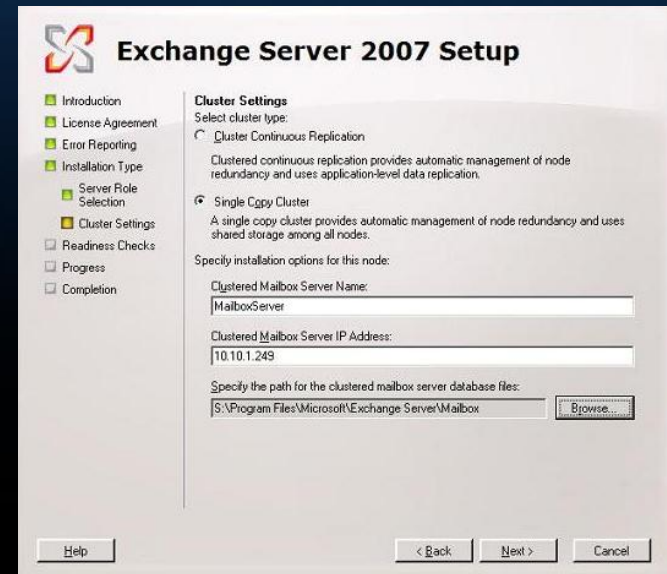 Exchange Server 2007 Setup
Introduction
License Agreement
Error Reporting
Installation Type
Server Role
Selection
Cluster Settings
Readiness Checks
Progress
Completion
Cluster Settings
Select cluster type:
Cluster Continuous Replication
Clustered continuous replication provides automatic management of node
redundancy and uses application-level data replication.
Single Copy Cluster
A single copy cluster provides automatic management of node redundancy and uses
shared storage among all nodes.
Specify installation options for this node:
Clustered Mailbox Server Name:
MailboxServer
Clustered Mailbox Server IP Address:
10.10.1.249
Specify the path for the clustered mailbox server database files:
S:\Program Files\Microsoft\Exchange Server\Mailbox
Browse...
Help
< Back
Next >
Cancel